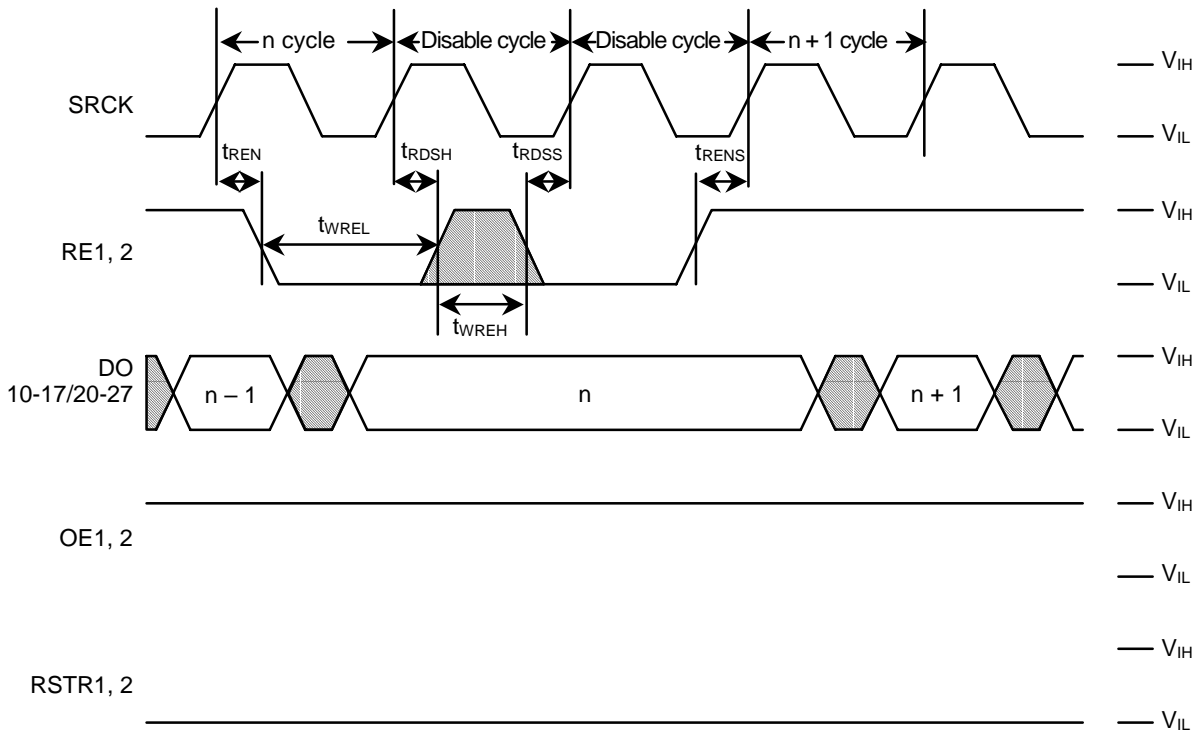 n cycle Disable cycle Disable cycle n + 1 cycle
VIH
SRCK
VIL
tREN tRDSH tRDSS tRENS
VIH
tWREL
RE1, 2
VIL
tWREH
DO
10-17/20-27
VIH
n – 1 n n + 1
VIL
VIH
OE1, 2
VIL
VIH
RSTR1, 2
VIL